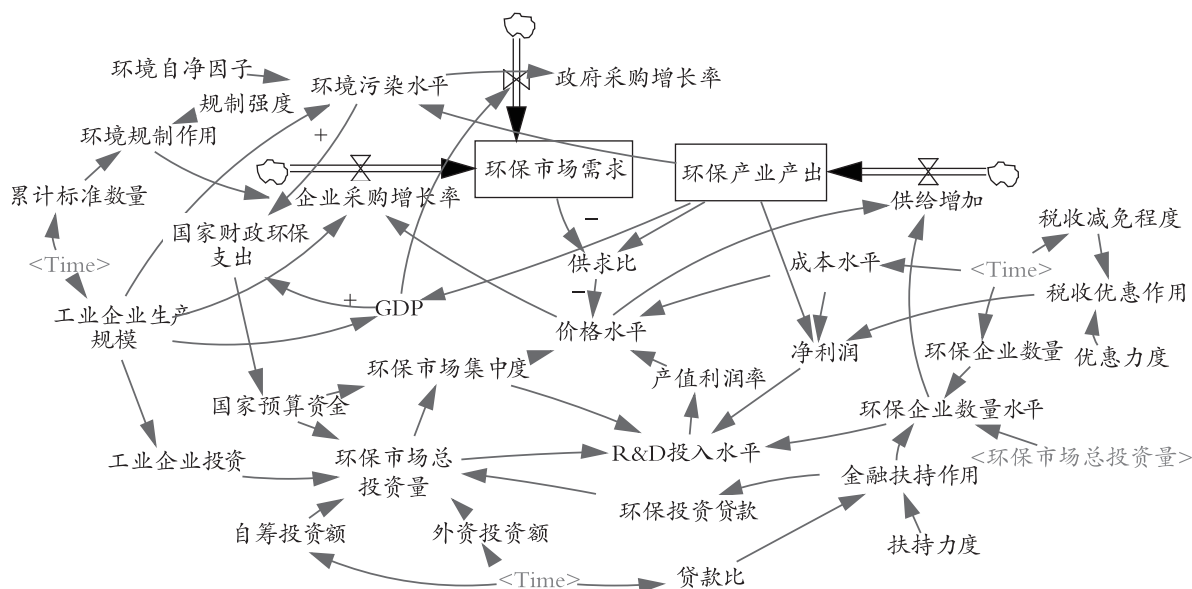 环境自净因子
环境污染水平
政府采购增长率
规制强度
环境规制作用
+
环保市场需求
环保产业产出
累计标准数量
企业采购增长率
供给增加
税收减免程度
国家财政环保
支出
−
供求比
成本水平
<Time>
<Time>
税收优惠作用
工业企业生产
规模
+
GDP
−
价格水平
净利润
环保企业数量
优惠力度
环保市场集中度
产值利润率
国家预算资金
环保企业数量水平
工业企业投资
环保市场总
投资量
R&D投入水平
<环保市场总投资量>
金融扶持作用
环保投资贷款
自筹投资额
外资投资额
扶持力度
<Time>
贷款比